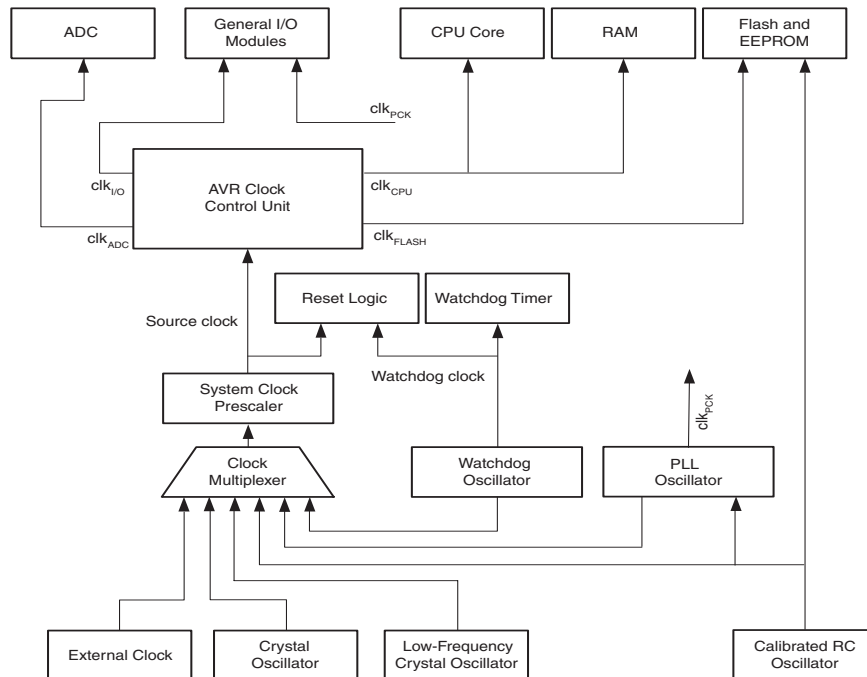 ADC
General I/O
Modules
CPU Core
RAM
Flash and
EEPROM
clkPCK
clkI/O
AVR Clock
Control Unit
clkCPU
clkADC
clkFLASH
Source clock
Reset Logic
Watchdog Timer
Watchdog clock
System Clock
Prescaler
clkPCK
Clock
Multiplexer
Watchdog
Oscillator
PLL
Oscillator
External Clock
Crystal
Oscillator
Low-Frequency
Crystal Oscillator
Calibrated RC
Oscillator